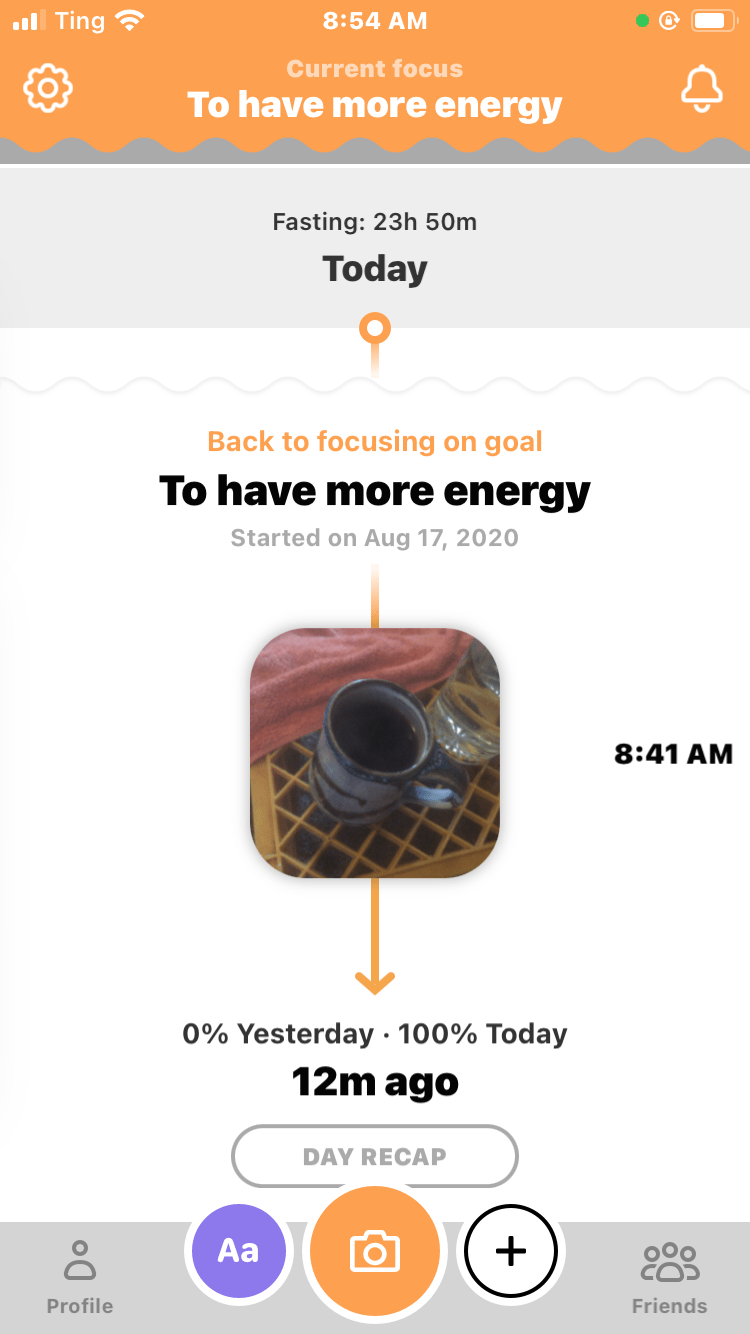 Ting
8:54 AM
Current focus
To have more energy
Fasting: 23h 50m
Today
Back to focusing on goal
To have more energy
Started on Aug 17, 2020
8:41 AM
0% Yesterday · 100% Today
12m ago
DAY RECAP
Aa
Profile
Friends